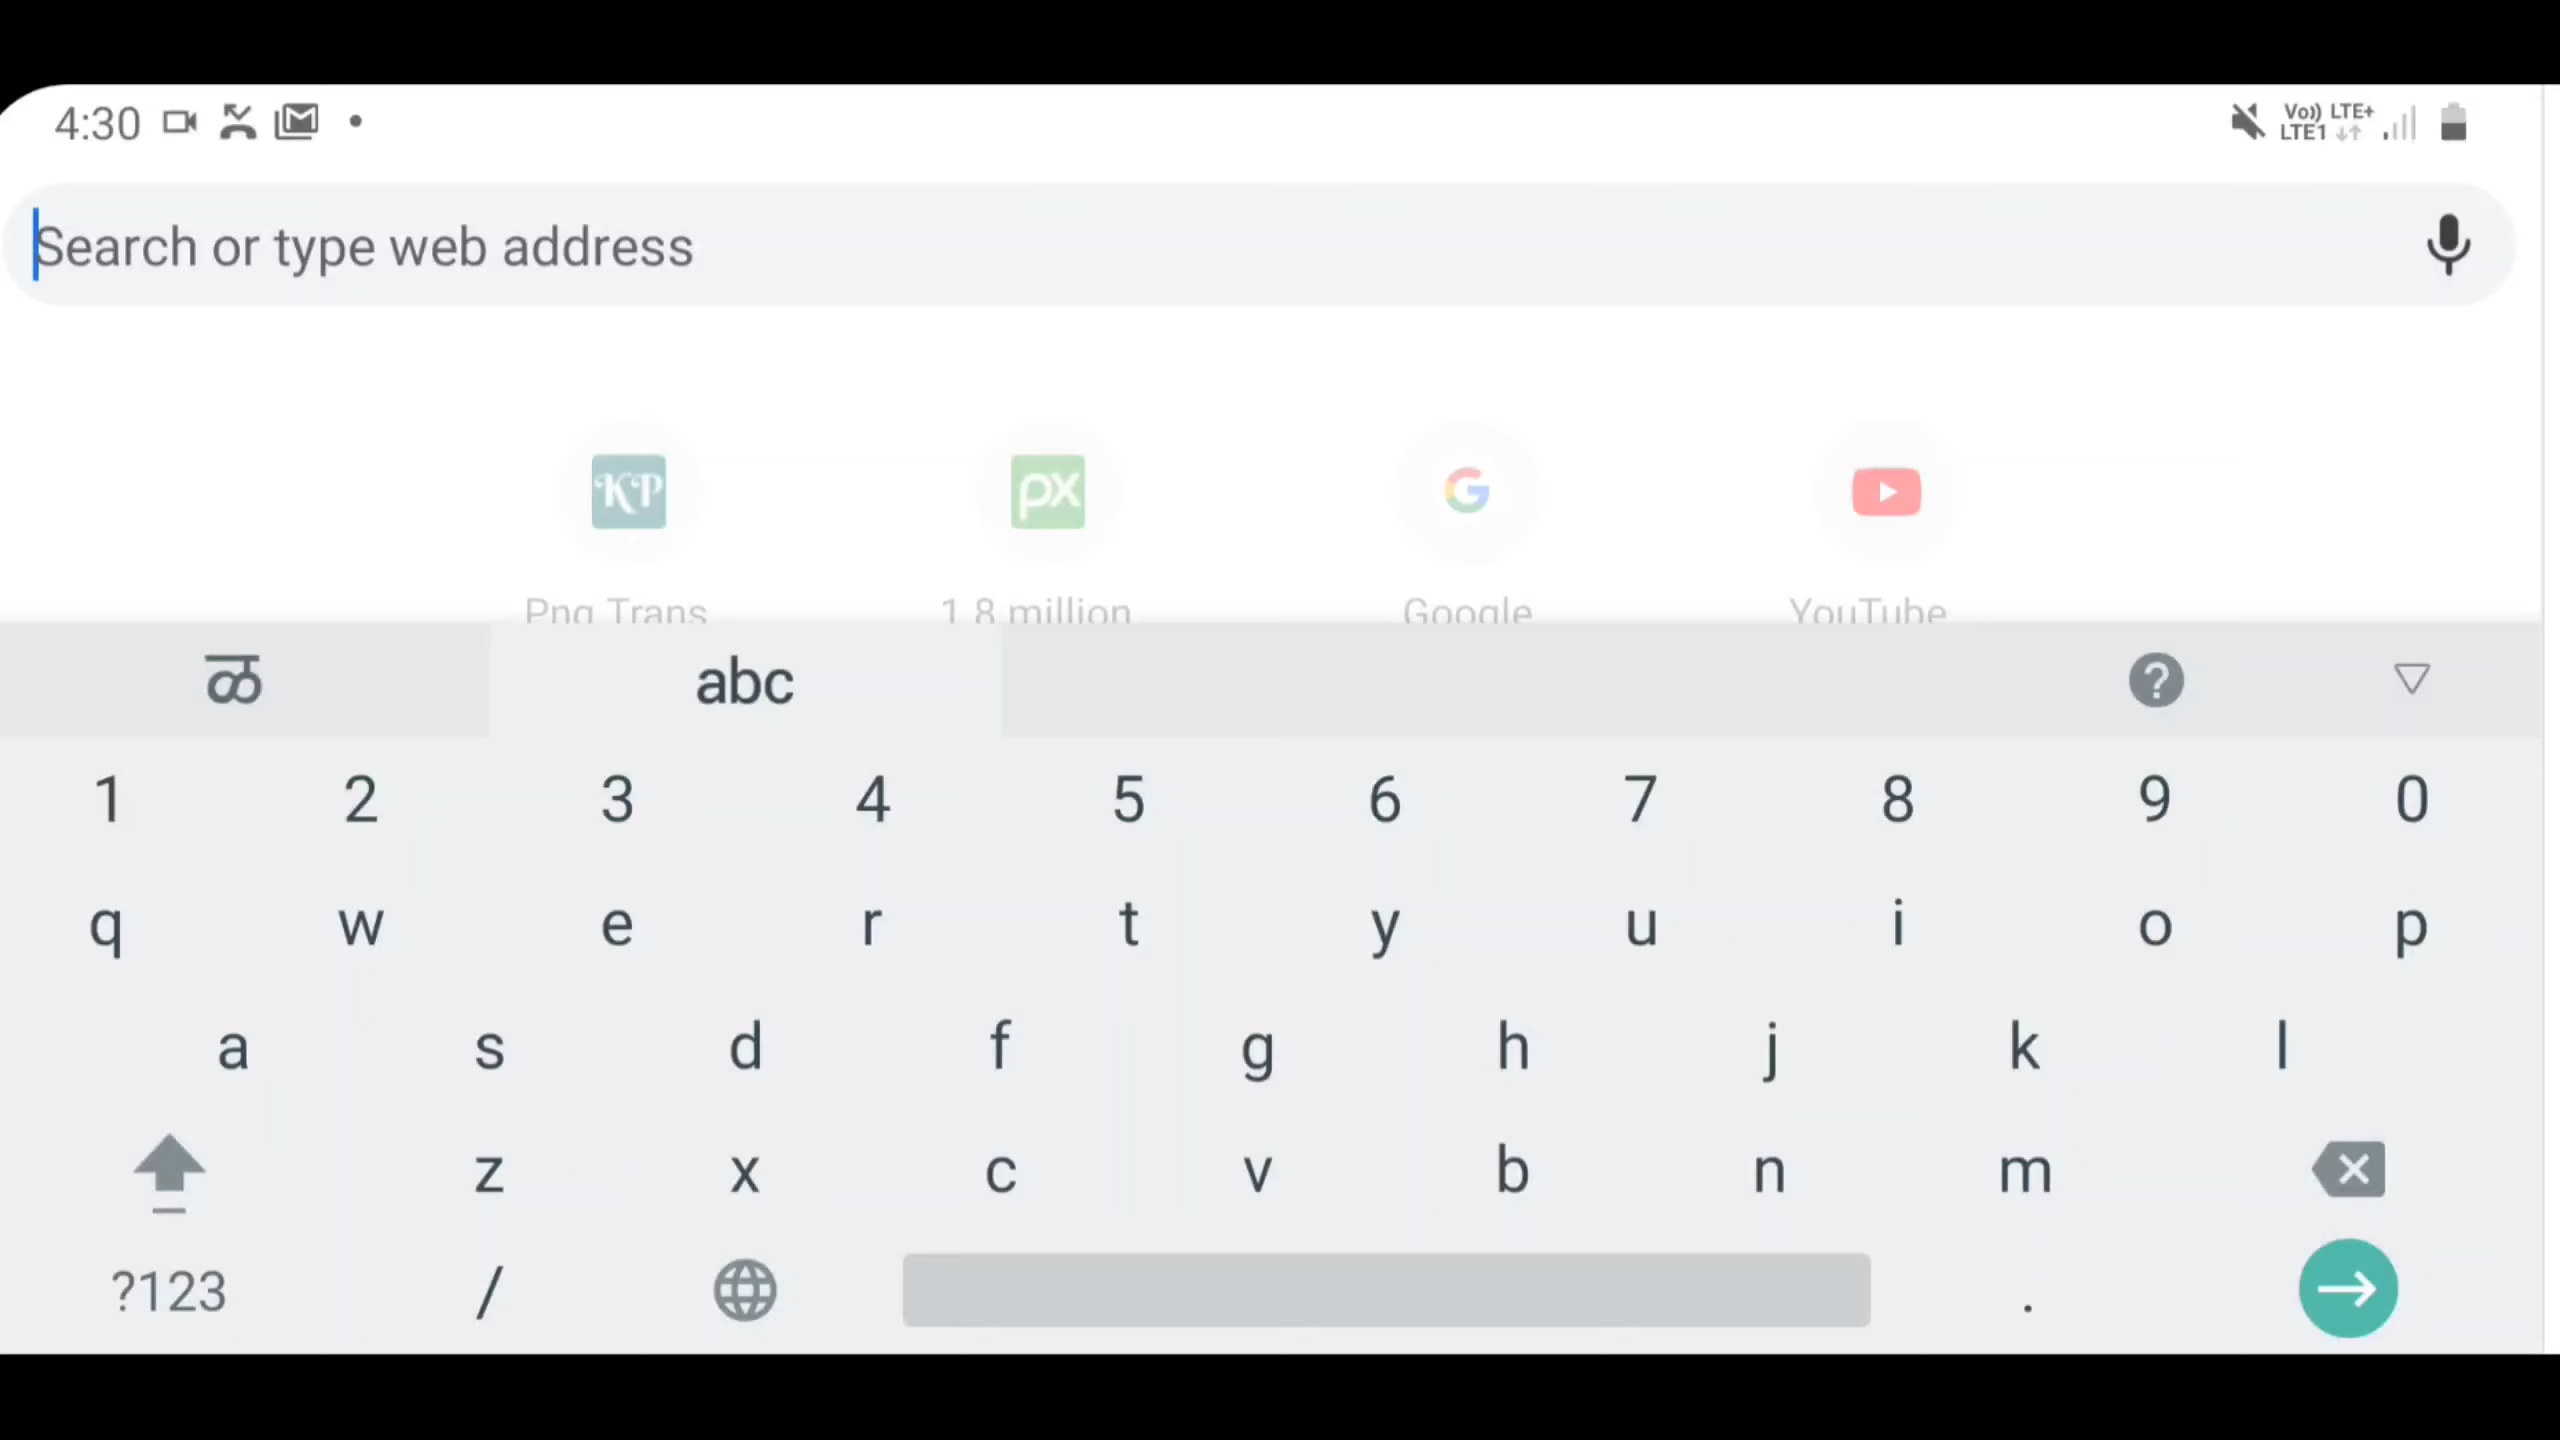 4:30
Vo)) LTE+
LTE1
Search or type web address
KP
px
Png Trans
1.8 million
Google
YouTube
ळ abc ?
1 2 3 4 5 6 7 8 9 0
q w e r t y u i o p
a s d f g h j k l
z x c v b n m
?123 / .